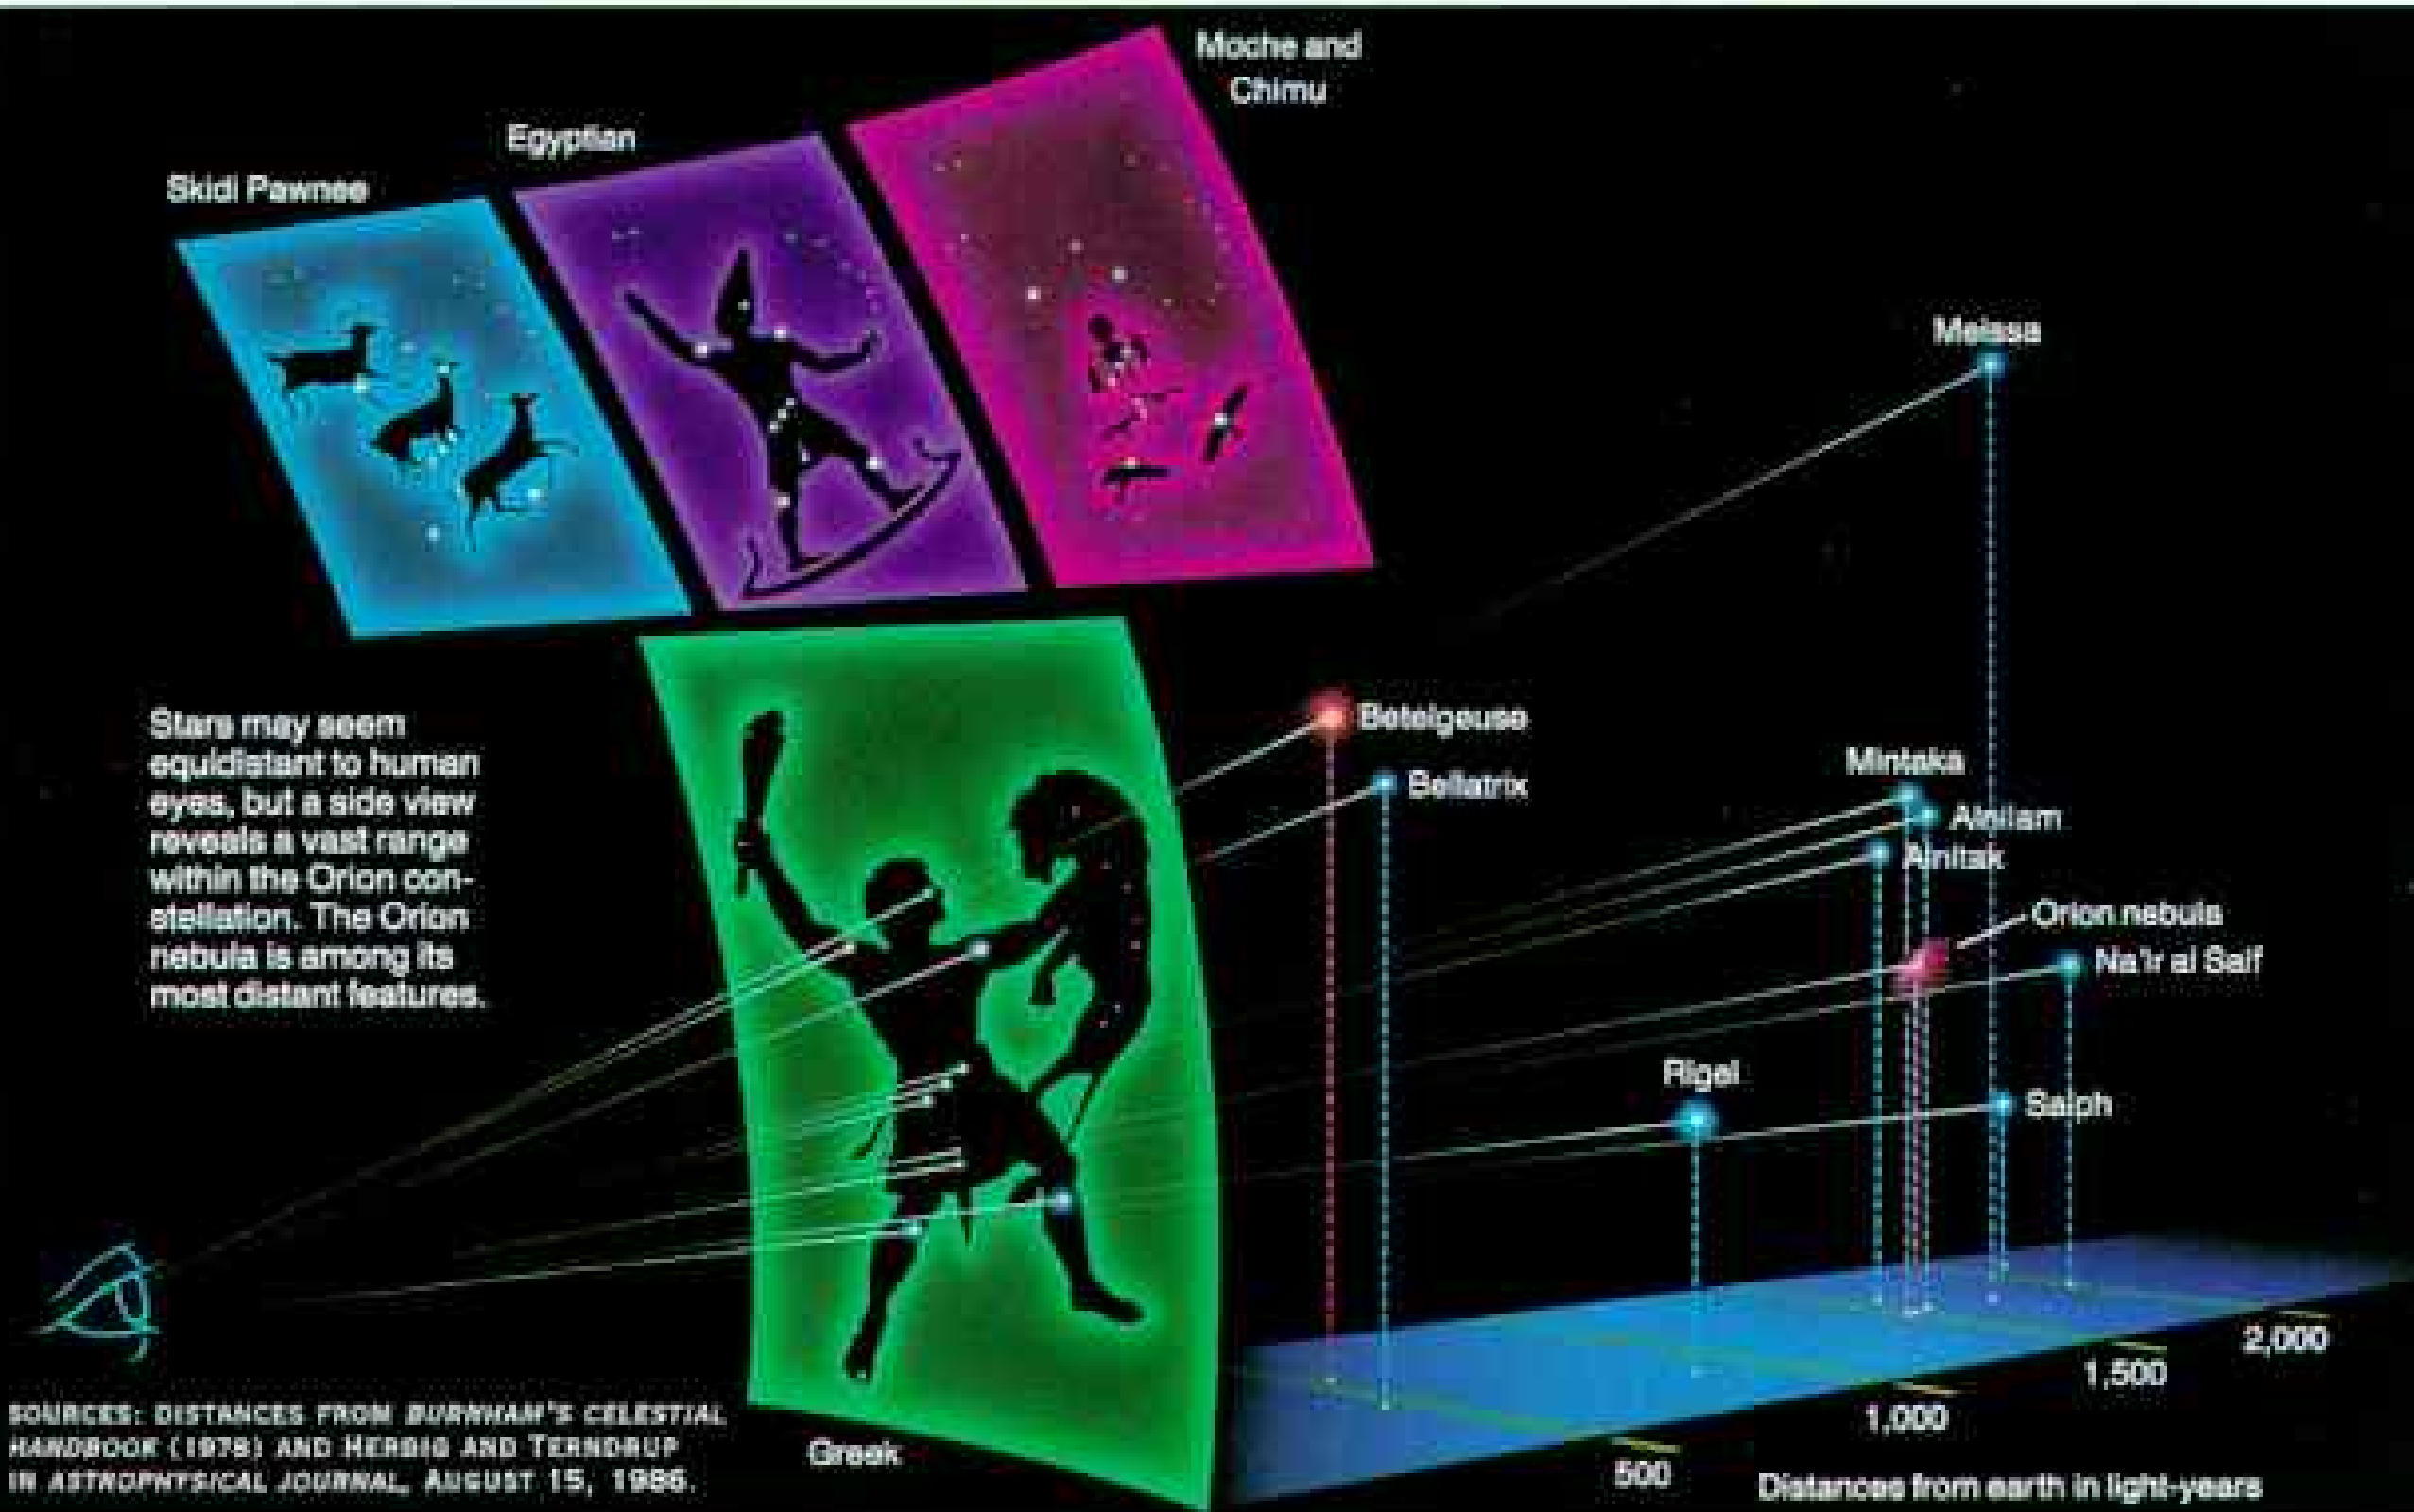 Moche and
Chimu
Egyptian
Skidi Pawnee
Meissa
Stars may seem
equidistant to human
eyes, but a side view
reveals a vast range
within the Orion con-
stellation. The Orion
nebula is among its
most distant features.
Betelgeuse
Bellatrix
Mintaka
Alnilam
Alnitak
Orion nebula
Na'ir al Saif
Rigel
Saiph
2,000
1,500
1,000
500
Distances from earth in light-years
Greek
SOURCES: DISTANCES FROM BURNHAM'S CELESTIAL
HANDBOOK (1978) AND HERBIG AND TERNDRUP
IN ASTROPHYSICAL JOURNAL, AUGUST 15, 1986.